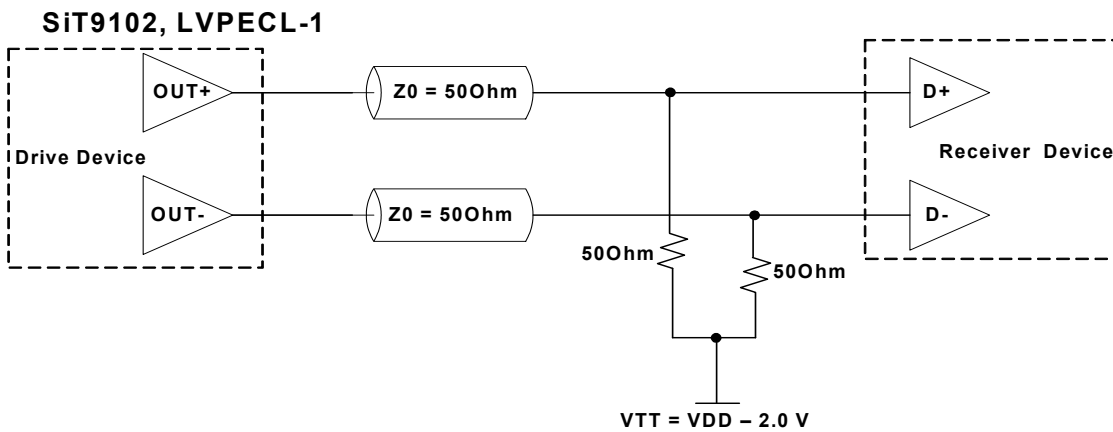 SiT9102, LVPECL-1
OUT+
Z0 = 50Ohm
D+
Drive Device
Receiver Device
OUT-
Z0 = 50Ohm
D-
50Ohm
50Ohm
VTT = VDD – 2.0 V